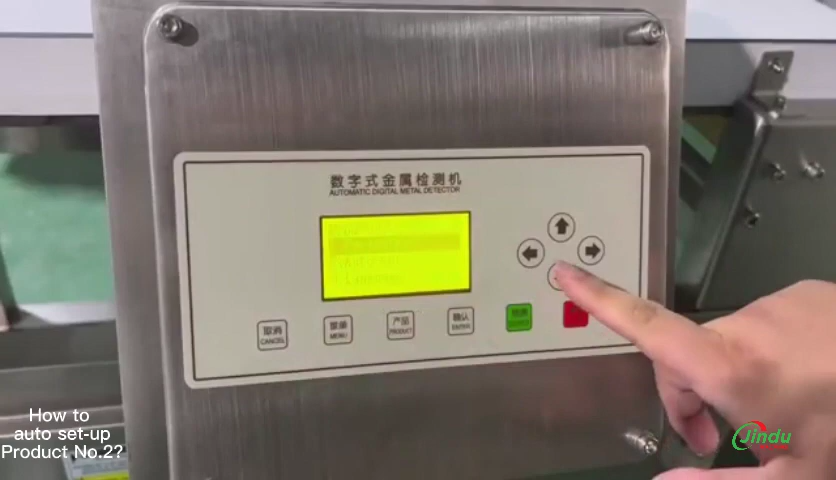 数字式金属检测机
AUTOMATIC DIGITAL METAL DETECTOR
取消
CANCEL
菜单
MENU
产品
PRODUCT
确认
ENTER
How to
auto set-up
Product No.2?
Jindu